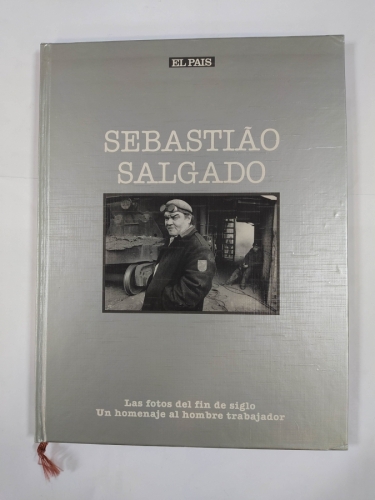 EL PAIS
SEBASTIÃO
SALGADO
Las fotos del fin de siglo
Un homenaje al hombre trabajador